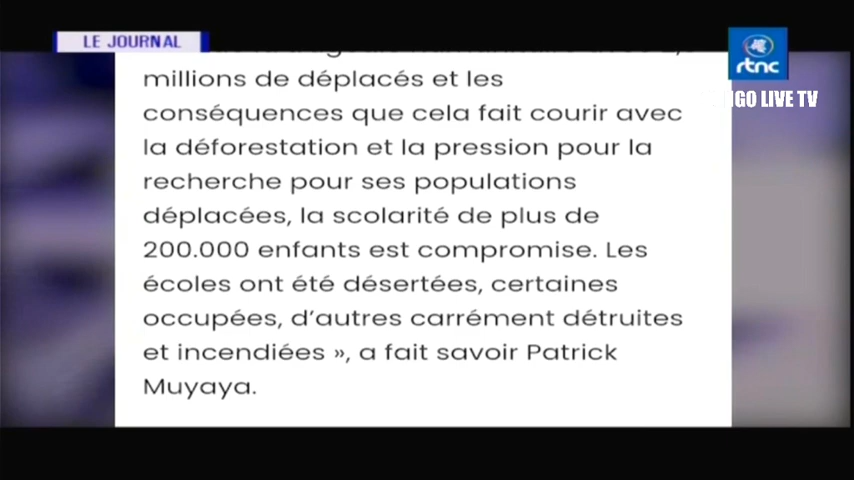 LE JOURNAL
rtnc
NGO LIVE TV
millions de déplacés et les
conséquences que cela fait courir avec
la déforestation et la pression pour la
recherche pour ses populations
déplacées, la scolarité de plus de
200.000 enfants est compromise. Les
écoles ont été désertées, certaines
occupées, d’autres carrément détruites
et incendiées », a fait savoir Patrick
Muyaya.